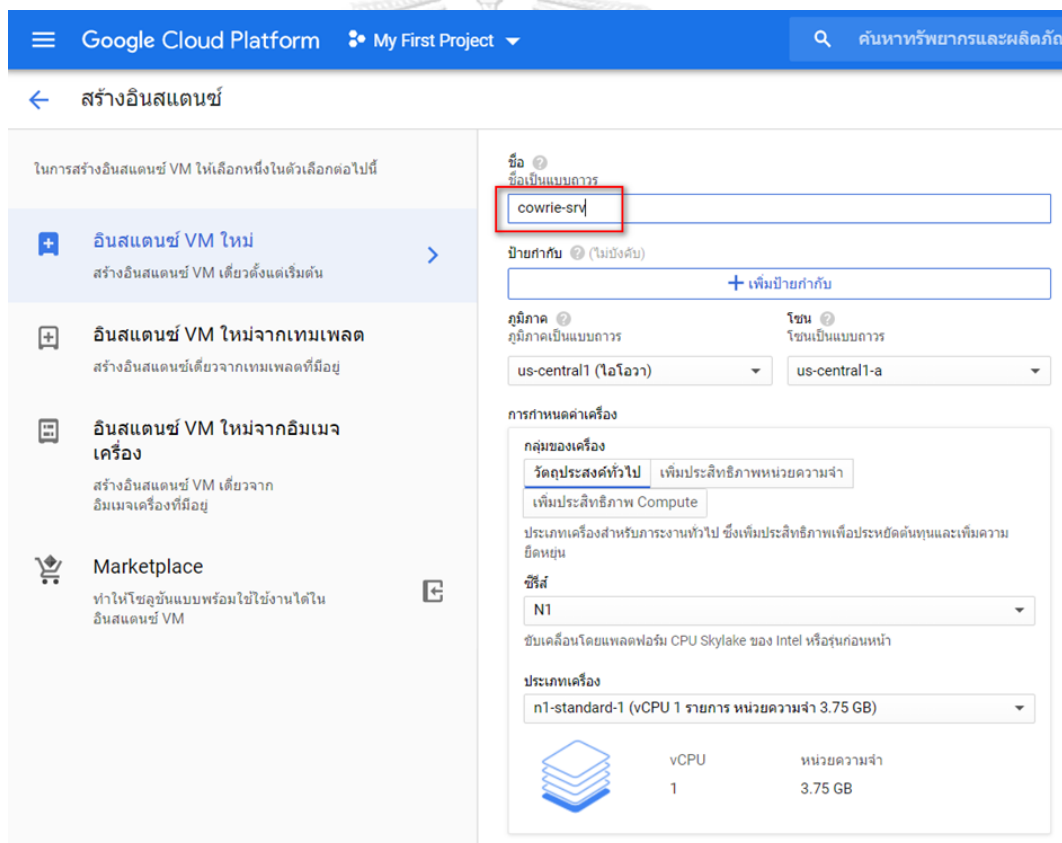 Google Cloud Platform
My First Project
ค้นหาทรัพยากรและผลิตภัณ
สร้างอินสแตนซ์
ในการสร้างอินสแตนซ์ VM ให้เลือกหนึ่งในตัวเลือกต่อไปนี้
อินสแตนซ์ VM ใหม่
สร้างอินสแตนซ์ VM เดี่ยวตั้งแต่เริ่มต้น
อินสแตนซ์ VM ใหม่จากเทมเพลต
สร้างอินสแตนซ์เดี่ยวจากเทมเพลตที่มีอยู่
อินสแตนซ์ VM ใหม่จากอิมเมจ
เครื่อง
สร้างอินสแตนซ์ VM เดี่ยวจาก
อิมเมจเครื่องที่มีอยู่
Marketplace
ทำให้โซลูชันแบบพร้อมใช้ใช้งานได้ใน
อินสแตนซ์ VM
ชื่อ
ชื่อเป็นแบบถาวร
cowrie-srv
ป้ายกำกับ (ไม่บังคับ)
เพิ่มป้ายกำกับ
ภูมิภาค
ภูมิภาคเป็นแบบถาวร
us-central1 (ไอโอวา)
โซน
โซนเป็นแบบถาวร
us-central1-a
การกำหนดค่าเครื่อง
กลุ่มของเครื่อง
วัตถุประสงค์ทั่วไป
เพิ่มประสิทธิภาพหน่วยความจำ
เพิ่มประสิทธิภาพ Compute
ประเภทเครื่องสำหรับภาระงานทั่วไป ซึ่งเพิ่มประสิทธิภาพเพื่อประหยัดต้นทุนและเพิ่มความ
ยืดหยุ่น
ซีรีส์
N1
ขับเคลื่อนโดยแพลตฟอร์ม CPU Skylake ของ Intel หรือรุ่นก่อนหน้า
ประเภทเครื่อง
n1-standard-1 (vCPU 1 รายการ หน่วยความจำ 3.75 GB)
vCPU
1
หน่วยความจำ
3.75 GB